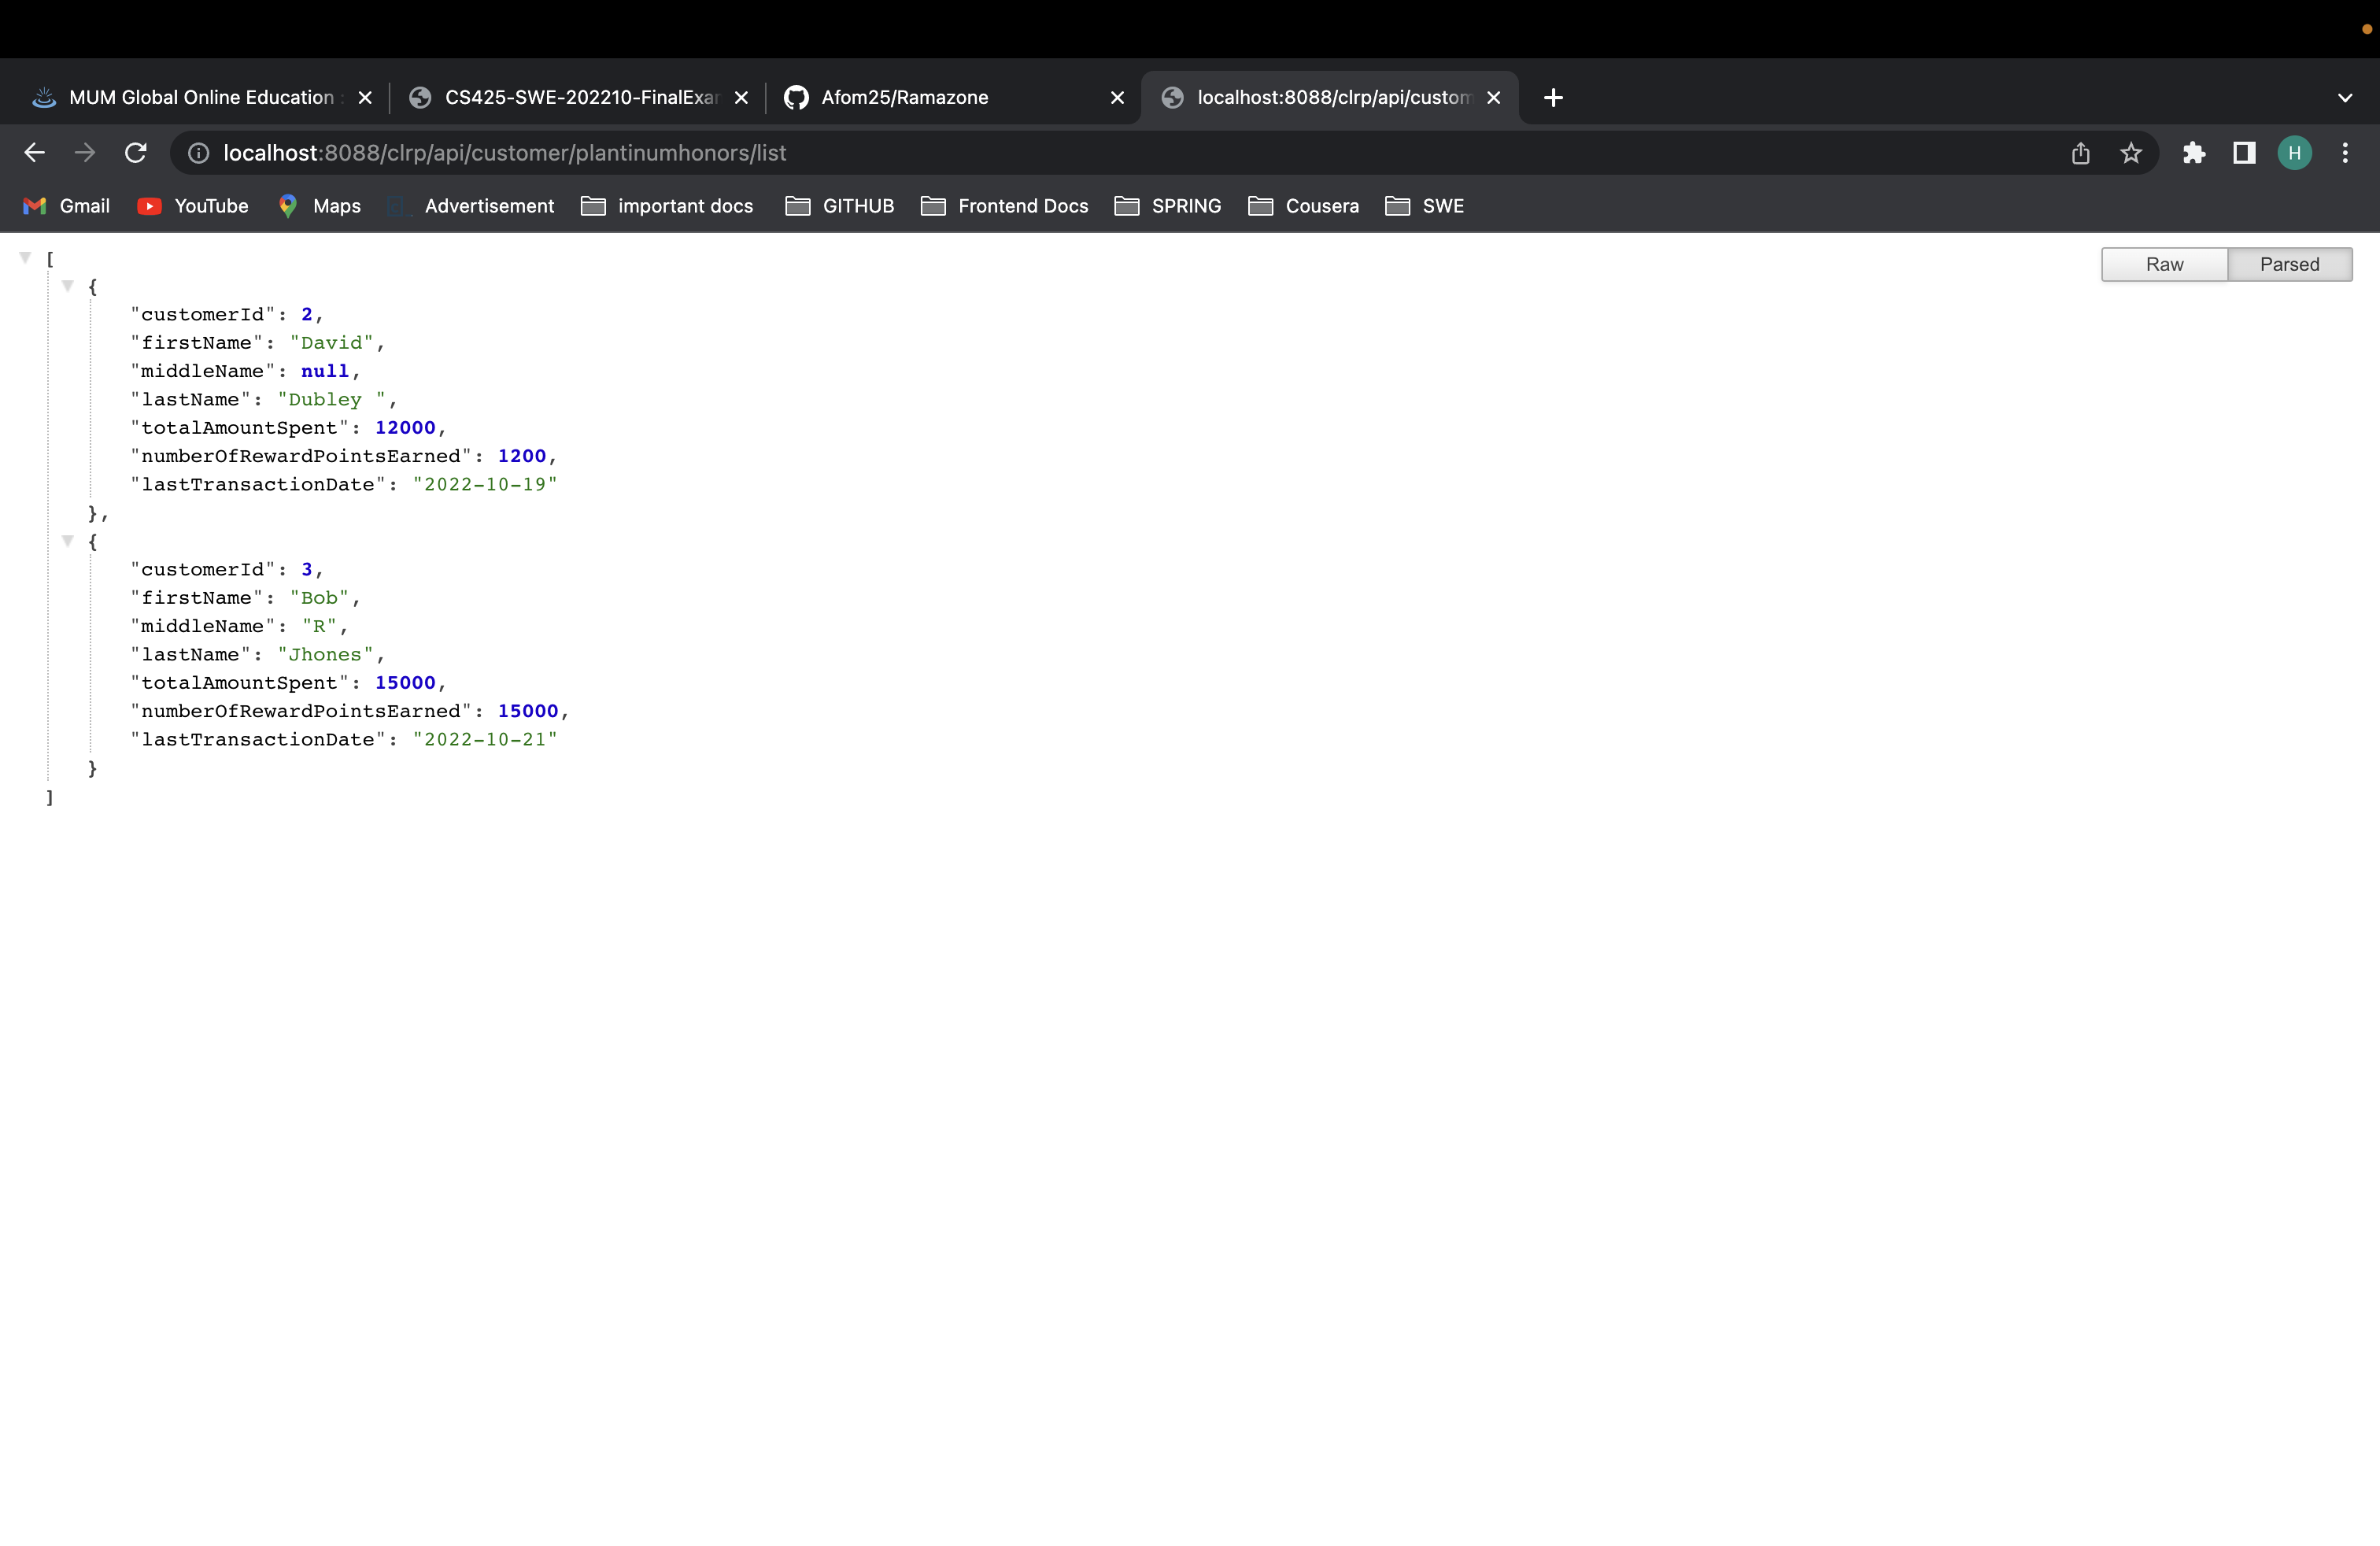 MUM Global Online Education :
CS425-SWE-202210-FinalExar
Afom25/Ramazone
localhost:8088/clrp/api/custom
localhost:8088/clrp/api/customer/plantinumhonors/list
H
Gmail YouTube Maps Advertisement important docs GITHUB Frontend Docs SPRING Cousera SWE
Raw Parsed
[
{
"customerId": 2,
"firstName": "David",
"middleName": null,
"lastName": "Dubley ",
"totalAmountSpent": 12000,
"numberOfRewardPointsEarned": 1200,
"lastTransactionDate": "2022-10-19"
},
{
"customerId": 3,
"firstName": "Bob",
"middleName": "R",
"lastName": "Jhones",
"totalAmountSpent": 15000,
"numberOfRewardPointsEarned": 15000,
"lastTransactionDate": "2022-10-21"
}
]